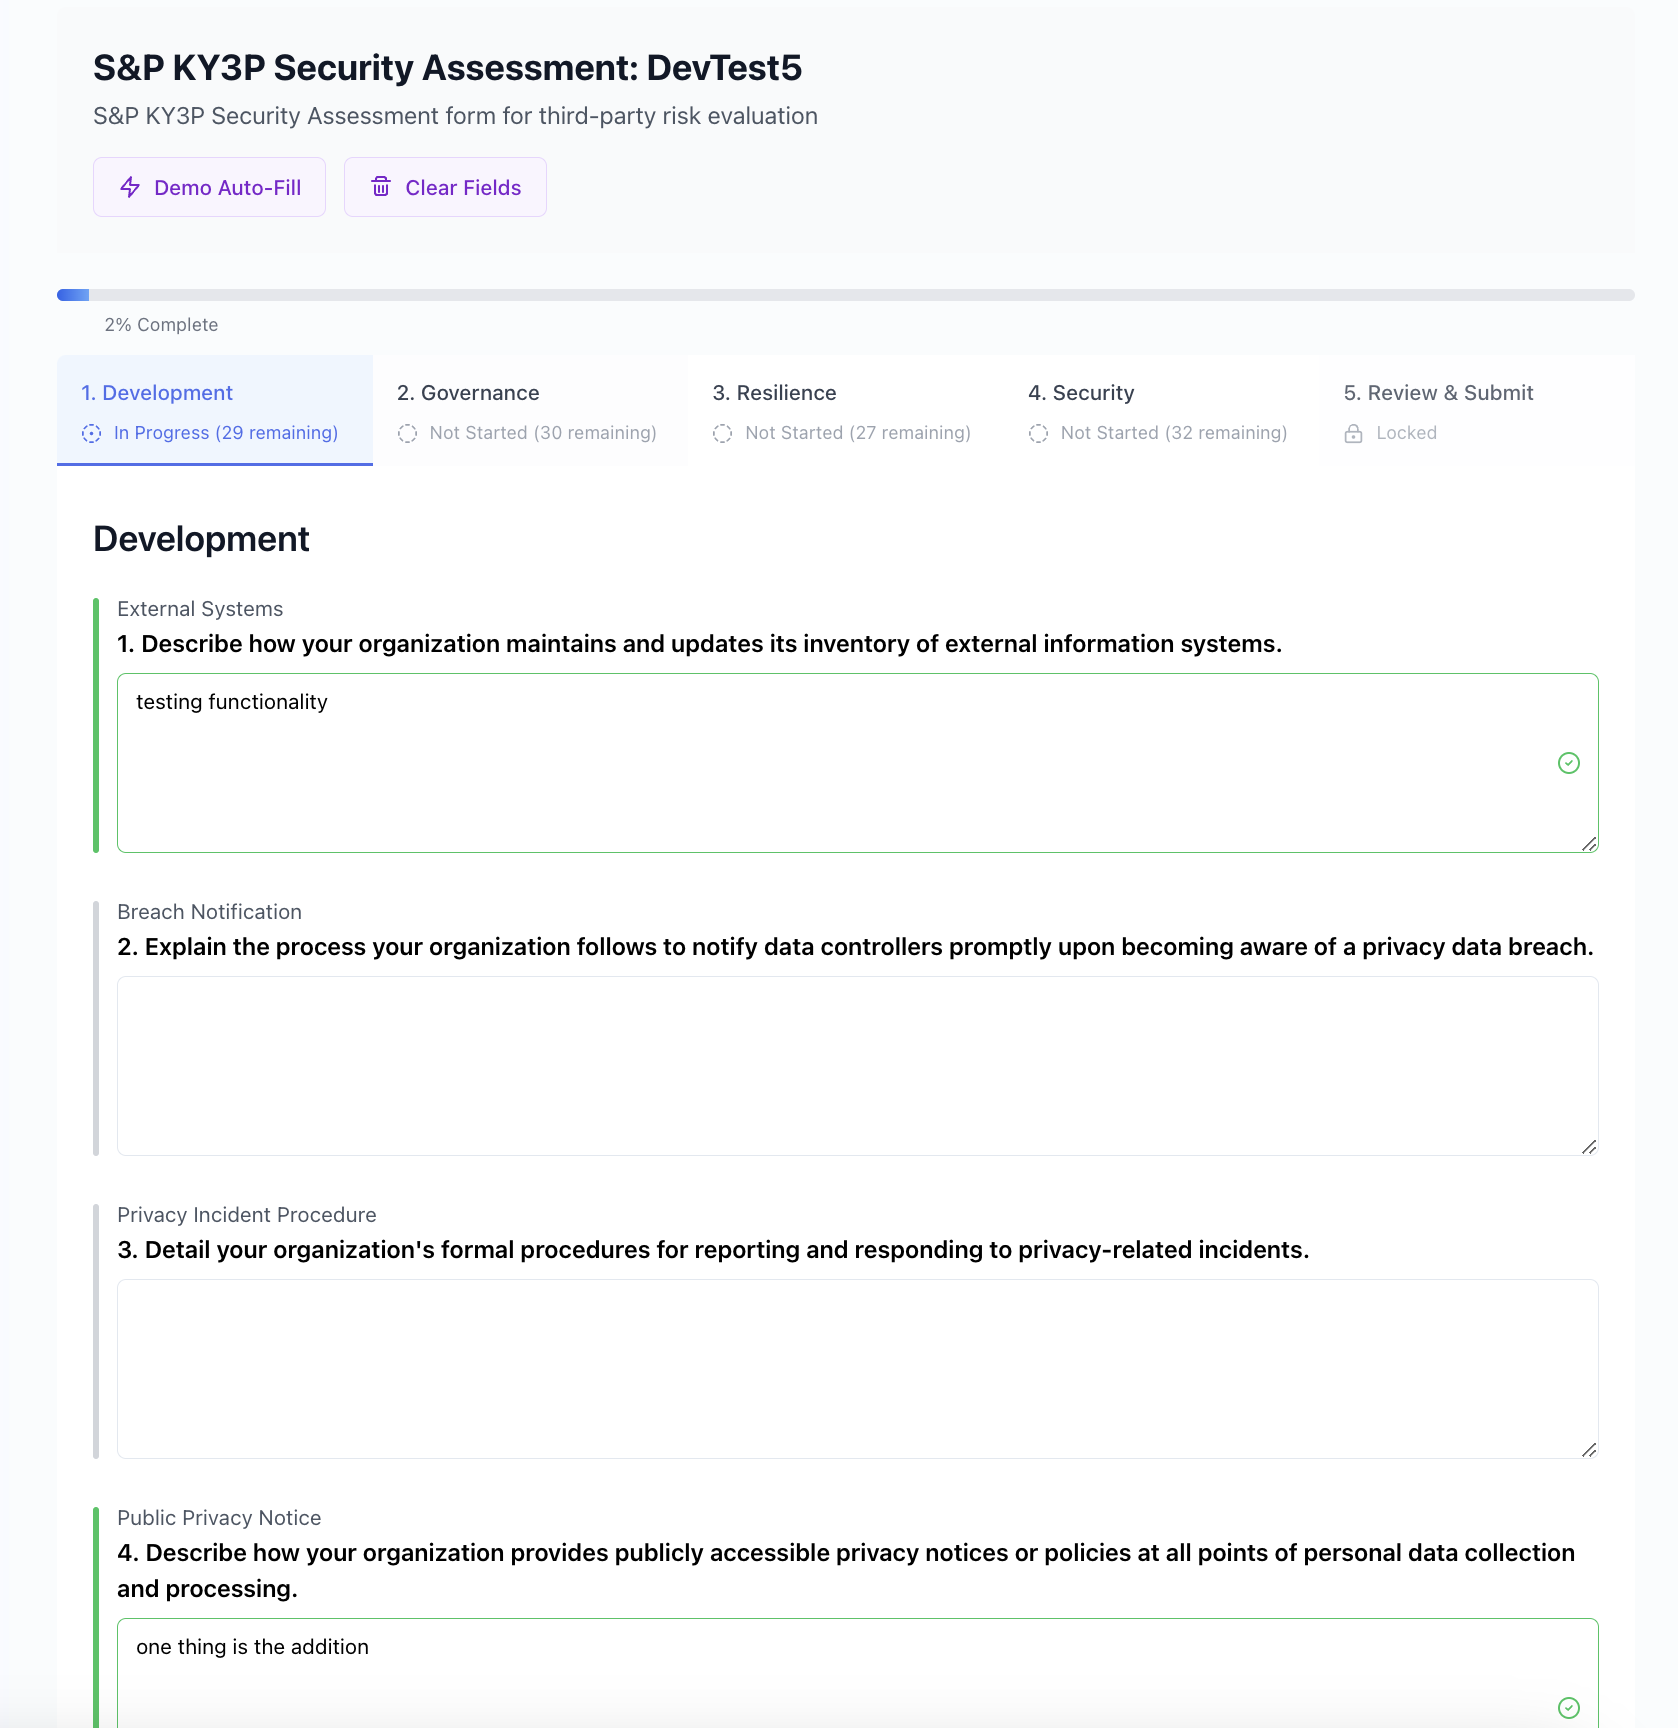 S&P KY3P Security Assessment: DevTest5
S&P KY3P Security Assessment form for third-party risk evaluation
Demo Auto-Fill
Clear Fields
2% Complete
1. Development
In Progress (29 remaining)
2. Governance
Not Started (30 remaining)
3. Resilience
Not Started (27 remaining)
4. Security
Not Started (32 remaining)
5. Review & Submit
Locked
Development
External Systems
1. Describe how your organization maintains and updates its inventory of external information systems.
testing functionality
Breach Notification
2. Explain the process your organization follows to notify data controllers promptly upon becoming aware of a privacy data breach.
Privacy Incident Procedure
3. Detail your organization's formal procedures for reporting and responding to privacy-related incidents.
Public Privacy Notice
4. Describe how your organization provides publicly accessible privacy notices or policies at all points of personal data collection
and processing.
one thing is the addition